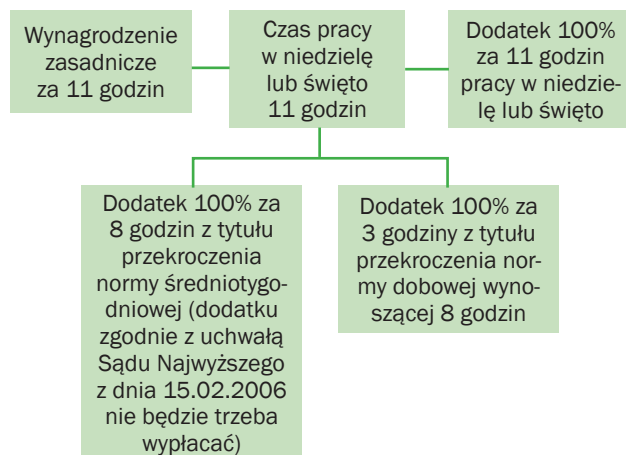 Wynagrodzenie
zasadnicze
za 11 godzin
Czas pracy
w niedzielę
lub święto
11 godzin
Dodatek 100%
za 11 godzin
pracy w niedzie-
lę lub święto
Dodatek 100% za
8 godzin z tytułu
przekroczenia
normy średniotygo-
dniowej (dodatku
zgodnie z uchwałą
Sądu Najwyższego
z dnia 15.02.2006
nie będzie trzeba
wypłacać)
Dodatek 100% za
3 godziny z tytułu
przekroczenia nor-
my dobowej wyno-
szącej 8 godzin